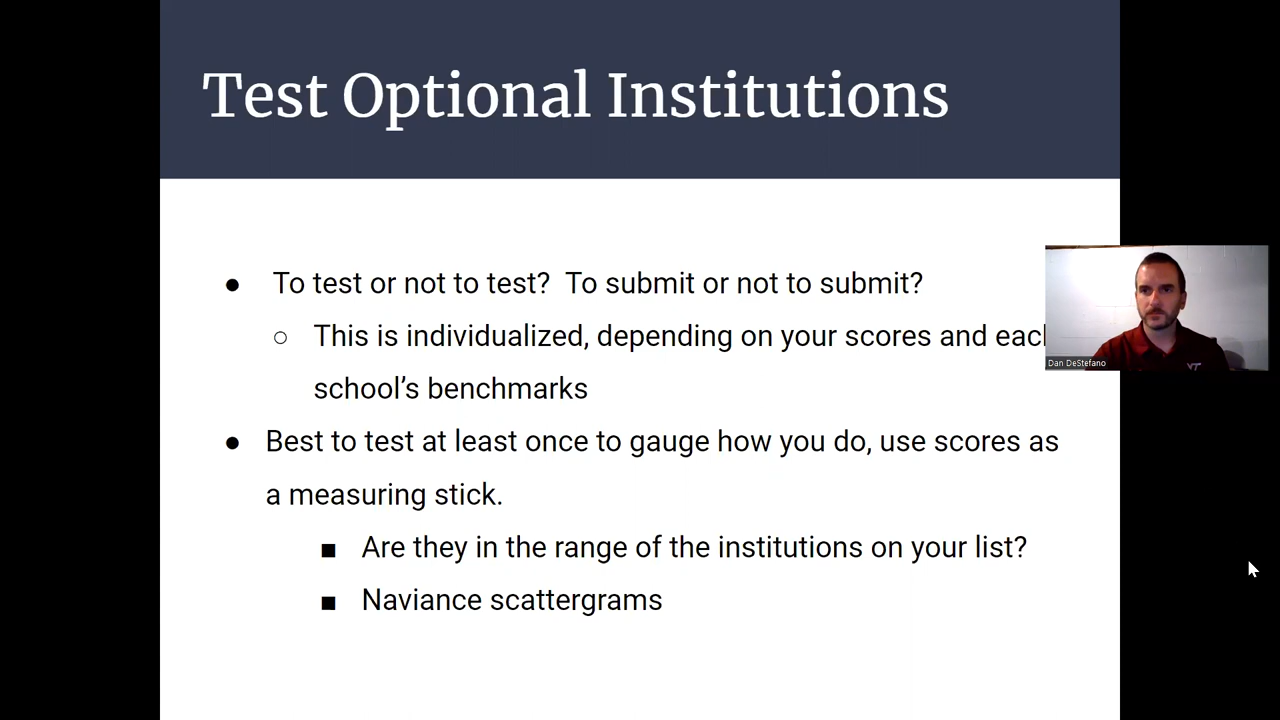 Test Optional Institutions
● To test or not to test? To submit or not to submit?
○ This is individualized, depending on your scores and
school’s benchmarks
● Best to test at least once to gauge how you do, use scores as
a measuring stick.
■ Are they in the range of the institutions on your list?
■ Naviance scattergrams
Dan DeStefano
VT